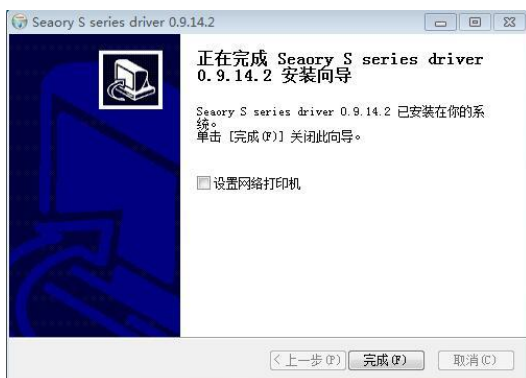 Seaory S series driver 0.9.14.2
正在完成 Seaory S series driver
0.9.14.2 安装向导
Seaory S series driver 0.9.14.2 已安装在你的系
统。
单击 [完成(F)] 关闭此向导。
设置网络打印机
<上一步(P) 完成(F) 取消(C)